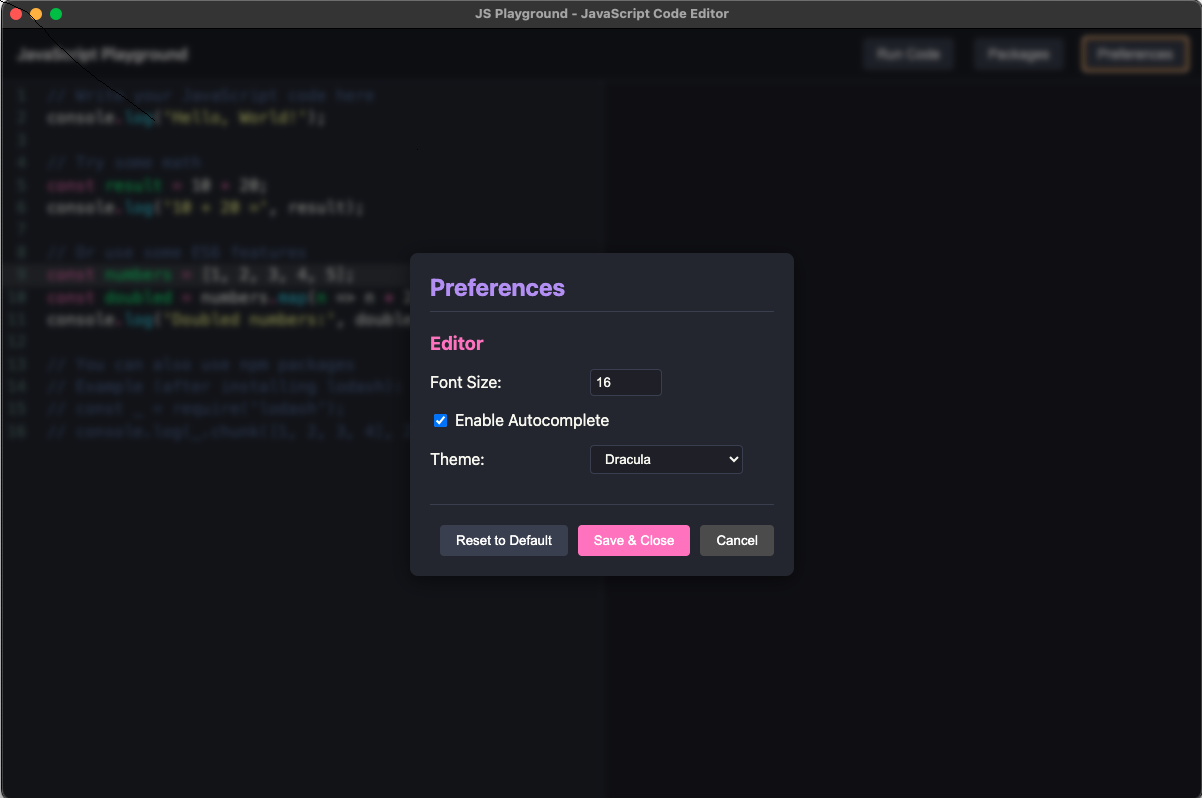 JS Playground - JavaScript Code Editor
JavaScript Playground
Run Code
Packages
Preferences
1 // Write your JavaScript code here
2 console.log("Hello, World!");
3
4 // Try some math
5 const result = 10 + 20;
6 console.log("10 + 20 =", result);
7
8 // Or use some ES6 features
9 const numbers = [1, 2, 3, 4, 5];
10 const doubled = numbers.map(n => n *
11 console.log("Doubled numbers:",
12
13 // You can also use npm packages
14 // Example (after installing lodash):
15 // const _ = require("lodash");
16 // console.log(_.chunk([1, 2, 3, 4],
Preferences
Editor
Font Size: 16
Enable Autocomplete
Theme: Dracula
Reset to Default
Save & Close
Cancel